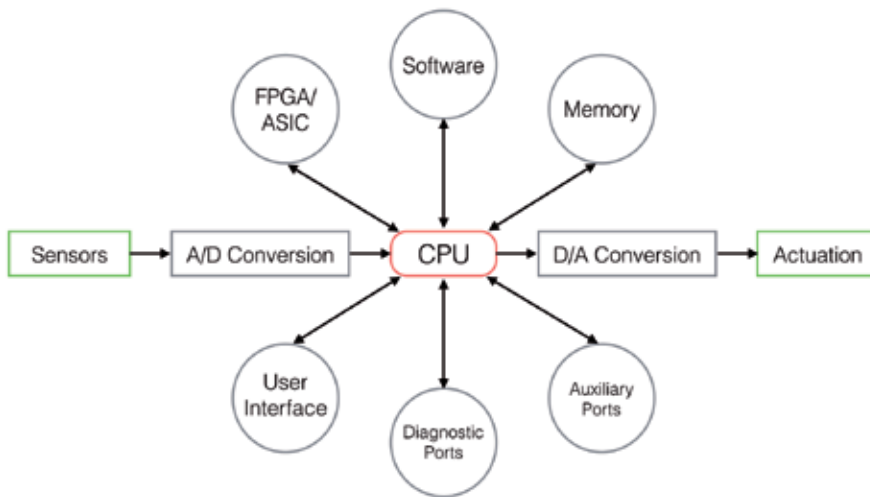 Software
FPGA/
ASIC
Memory
Sensors
A/D Conversion
CPU
D/A Conversion
Actuation
User
Interface
Diagnostic
Ports
Auxiliary
Ports